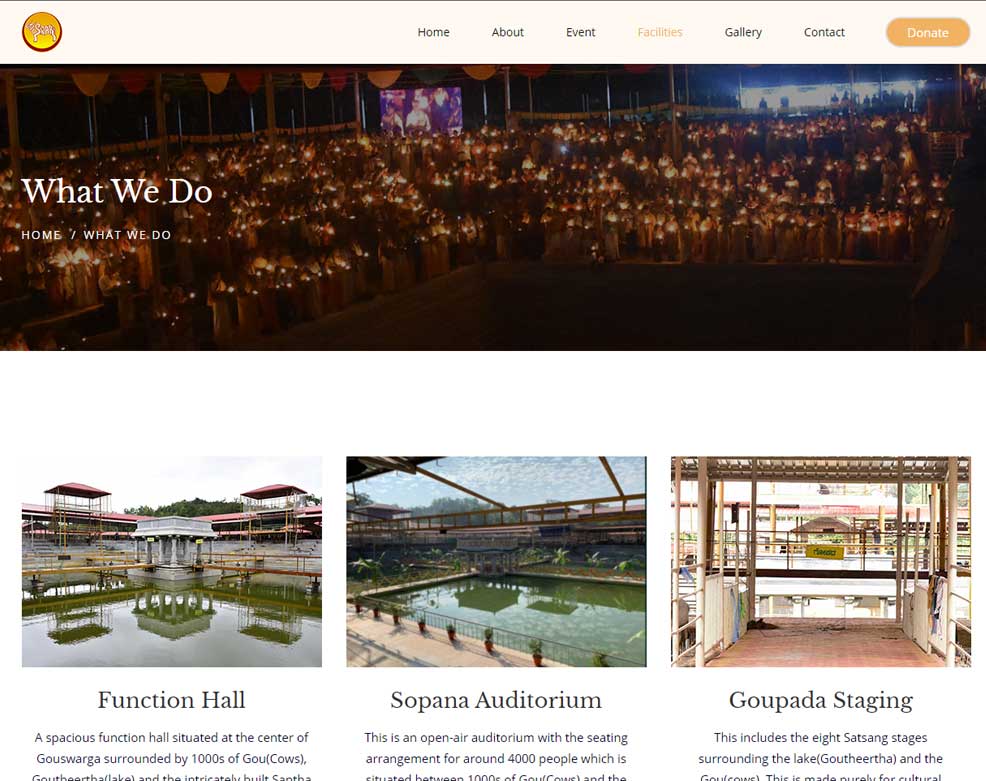 Home About Event Facilities Gallery Contact Donate
What We Do
HOME / WHAT WE DO
Function Hall
A spacious function hall situated at the center of
Gouswarga surrounded by 1000s of Gou(Cows),
Goutheertha(lake) and the intricately built Santha
Sopana Auditorium
This is an open-air auditorium with the seating
arrangement for around 4000 people which is
situated between 1000s of Gou(Cows) and the
Goupada Staging
This includes the eight Satsang stages
surrounding the lake(Goutheertha) and the
Gou(cows). This is made purely for cultural